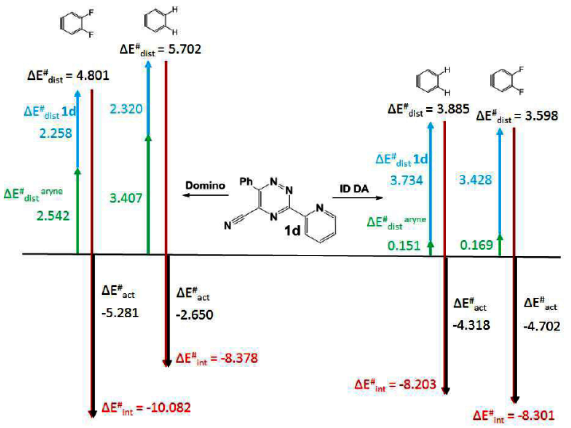 F
F
H
H
ΔE#dist = 5.702
ΔE#dist = 4.801
H
H
F
F
ΔE#dist = 3.885
ΔE#dist = 3.598
ΔE#dist 1d
2.258
2.320
ΔE#dist 1d
3.734
3.428
ΔE#dist aryne
2.542
3.407
Domino
Ph
N
N
N
N
N
1d
ID DA
ΔE#dist aryne
0.151
0.169
ΔE#act
-5.281
ΔE#act
-2.650
ΔE#act
-4.318
ΔE#act
-4.702
ΔE#int = -8.378
ΔE#int = -10.082
ΔE#int = -8.203
ΔE#int = -8.301